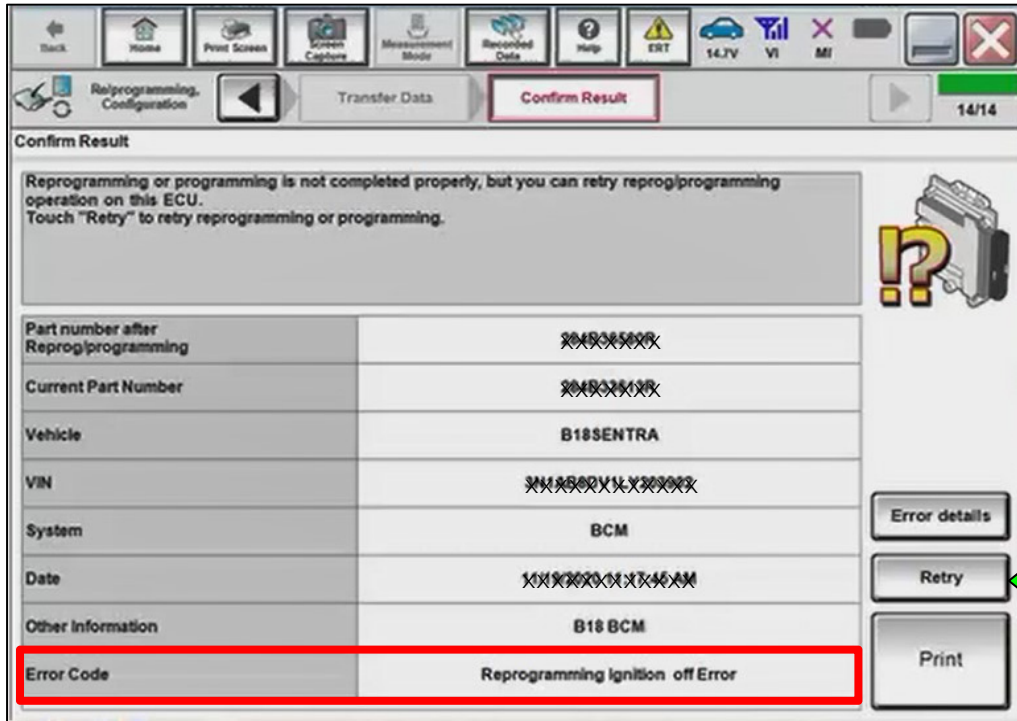 Back
Home
Print Screen
Screen
Capture
Measurement
Mode
Recorded
Data
Help
ERT
14.7V
VI
MI
Re/programming,
Configuration
Transfer Data
Confirm Result
14/14
Confirm Result
Reprogramming or programming is not completed properly, but you can retry reprog/programming
operation on this ECU.
Touch "Retry" to retry reprogramming or programming.
!?
Part number after
Reprog/programming
Current Part Number
Vehicle
B18SENTRA
VIN
System
BCM
Date
Other Information
B18 BCM
Error Code
Reprogramming Ignition off Error
Error details
Retry
Print